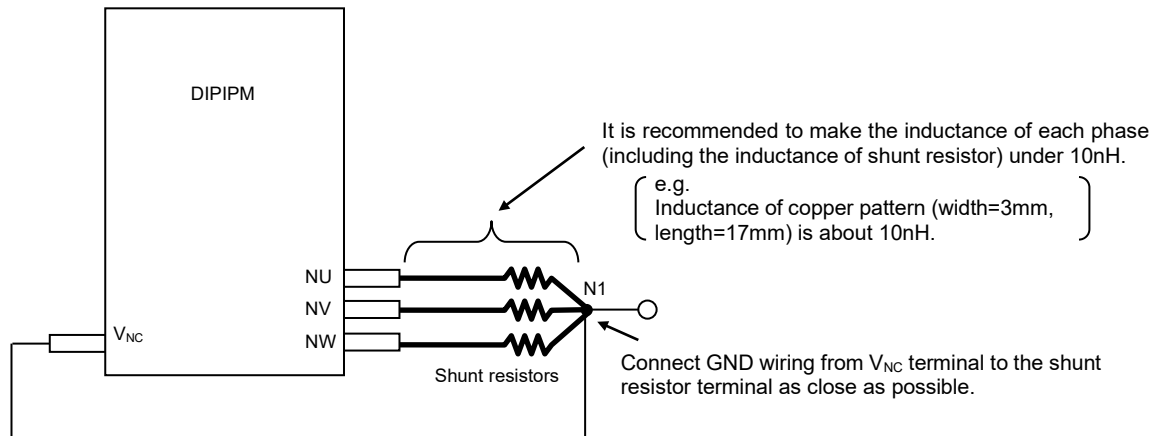 DIPIPM
It is recommended to make the inductance of each phase
(including the inductance of shunt resistor) under 10nH.
e.g.
Inductance of copper pattern (width=3mm,
length=17mm) is about 10nH.
NU
N1
NV
VNC
NW
Shunt resistors
Connect GND wiring from VNC terminal to the shunt
resistor terminal as close as possible.